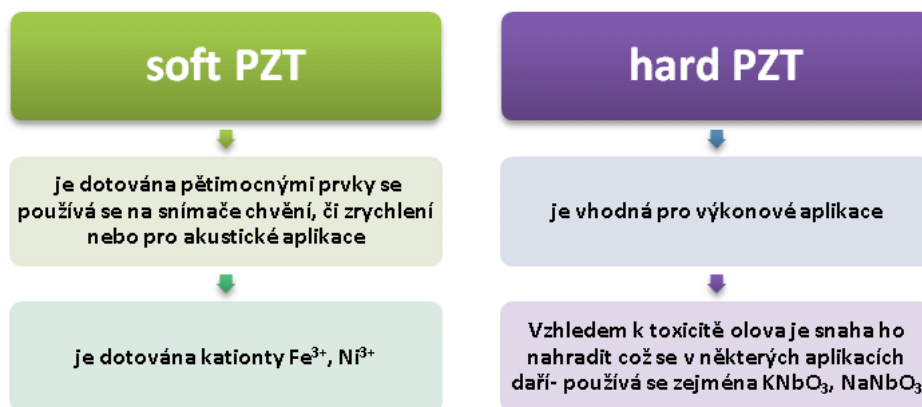 soft PZT
je dotována pětimocnými prvky se
používá se na snímače chvění, či zrychlení
nebo pro akustické aplikace
je dotována kationty Fe³⁺, Ni³⁺
hard PZT
je vhodná pro výkonové aplikace
Vzhledem k toxicitě olova je snaha ho
nahradit což se v některých aplikacích
daří- používá se zejména KNbO₃, NaNbO₃